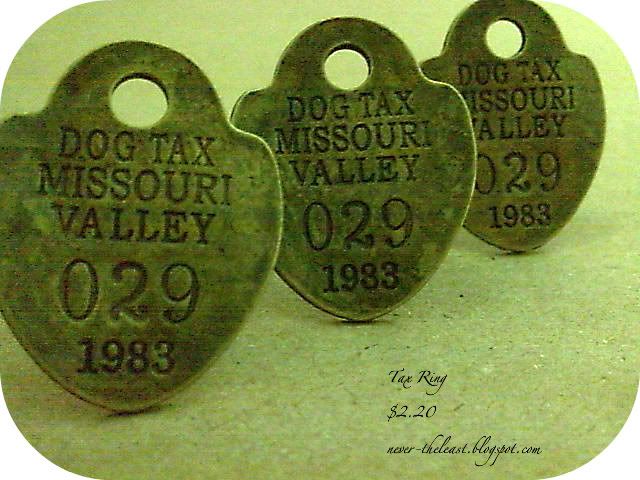 DOG TAX
MISSOURI
VALLEY
029
1983
DOG TAX
MISSOURI
VALLEY
029
1983
DOG TAX
MISSOURI
VALLEY
029
1983
Tax Ring
$2.20
never-theleast.blogspot.com